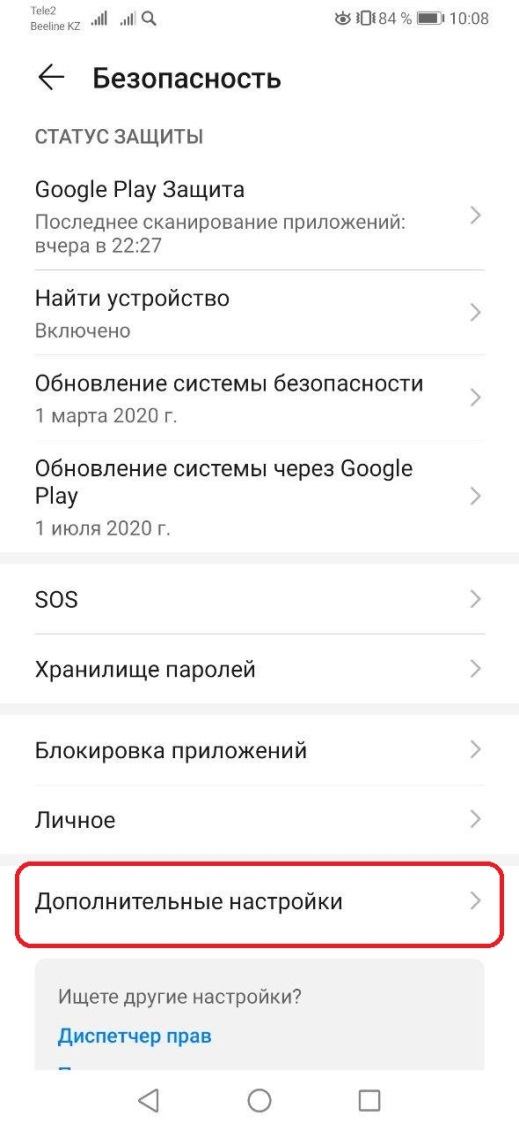 Tele2
Beeline KZ
84 % 10:08
Безопасность
СТАТУС ЗАЩИТЫ
Google Play Защита
Последнее сканирование приложений:
вчера в 22:27
Найти устройство
Включено
Обновление системы безопасности
1 марта 2020 г.
Обновление системы через Google
Play
1 июля 2020 г.
SOS
Хранилище паролей
Блокировка приложений
Личное
Дополнительные настройки
Ищете другие настройки?
Диспетчер прав